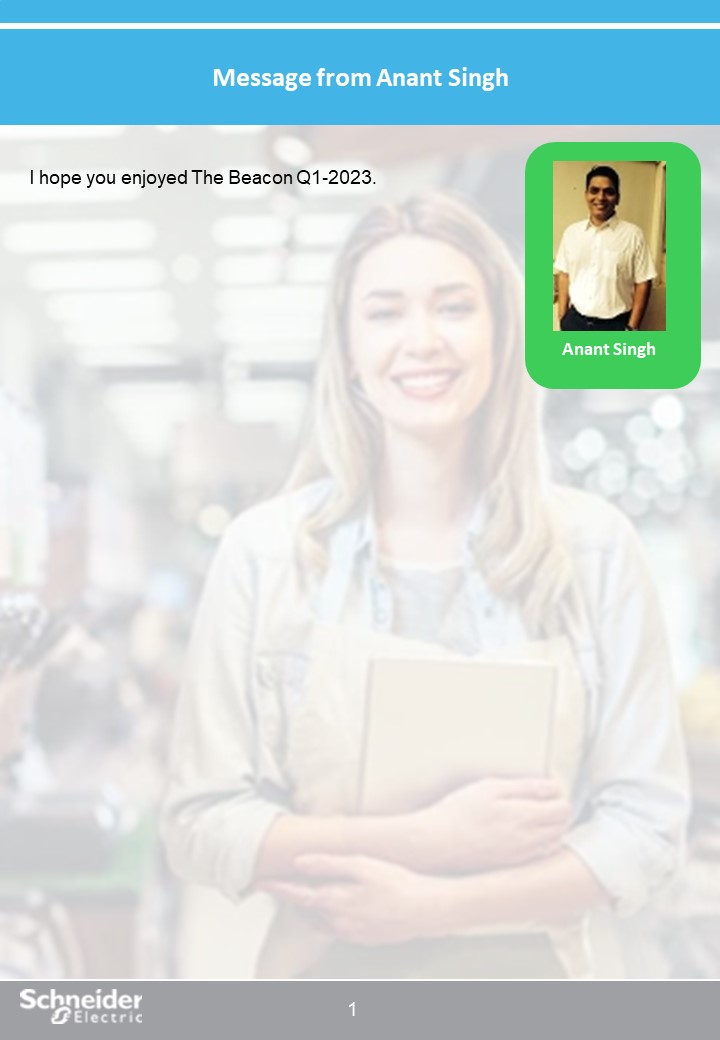 Message from Anant Singh
I hope you enjoyed The Beacon Q1-2023.
Anant Singh
Schneider
Electric
1